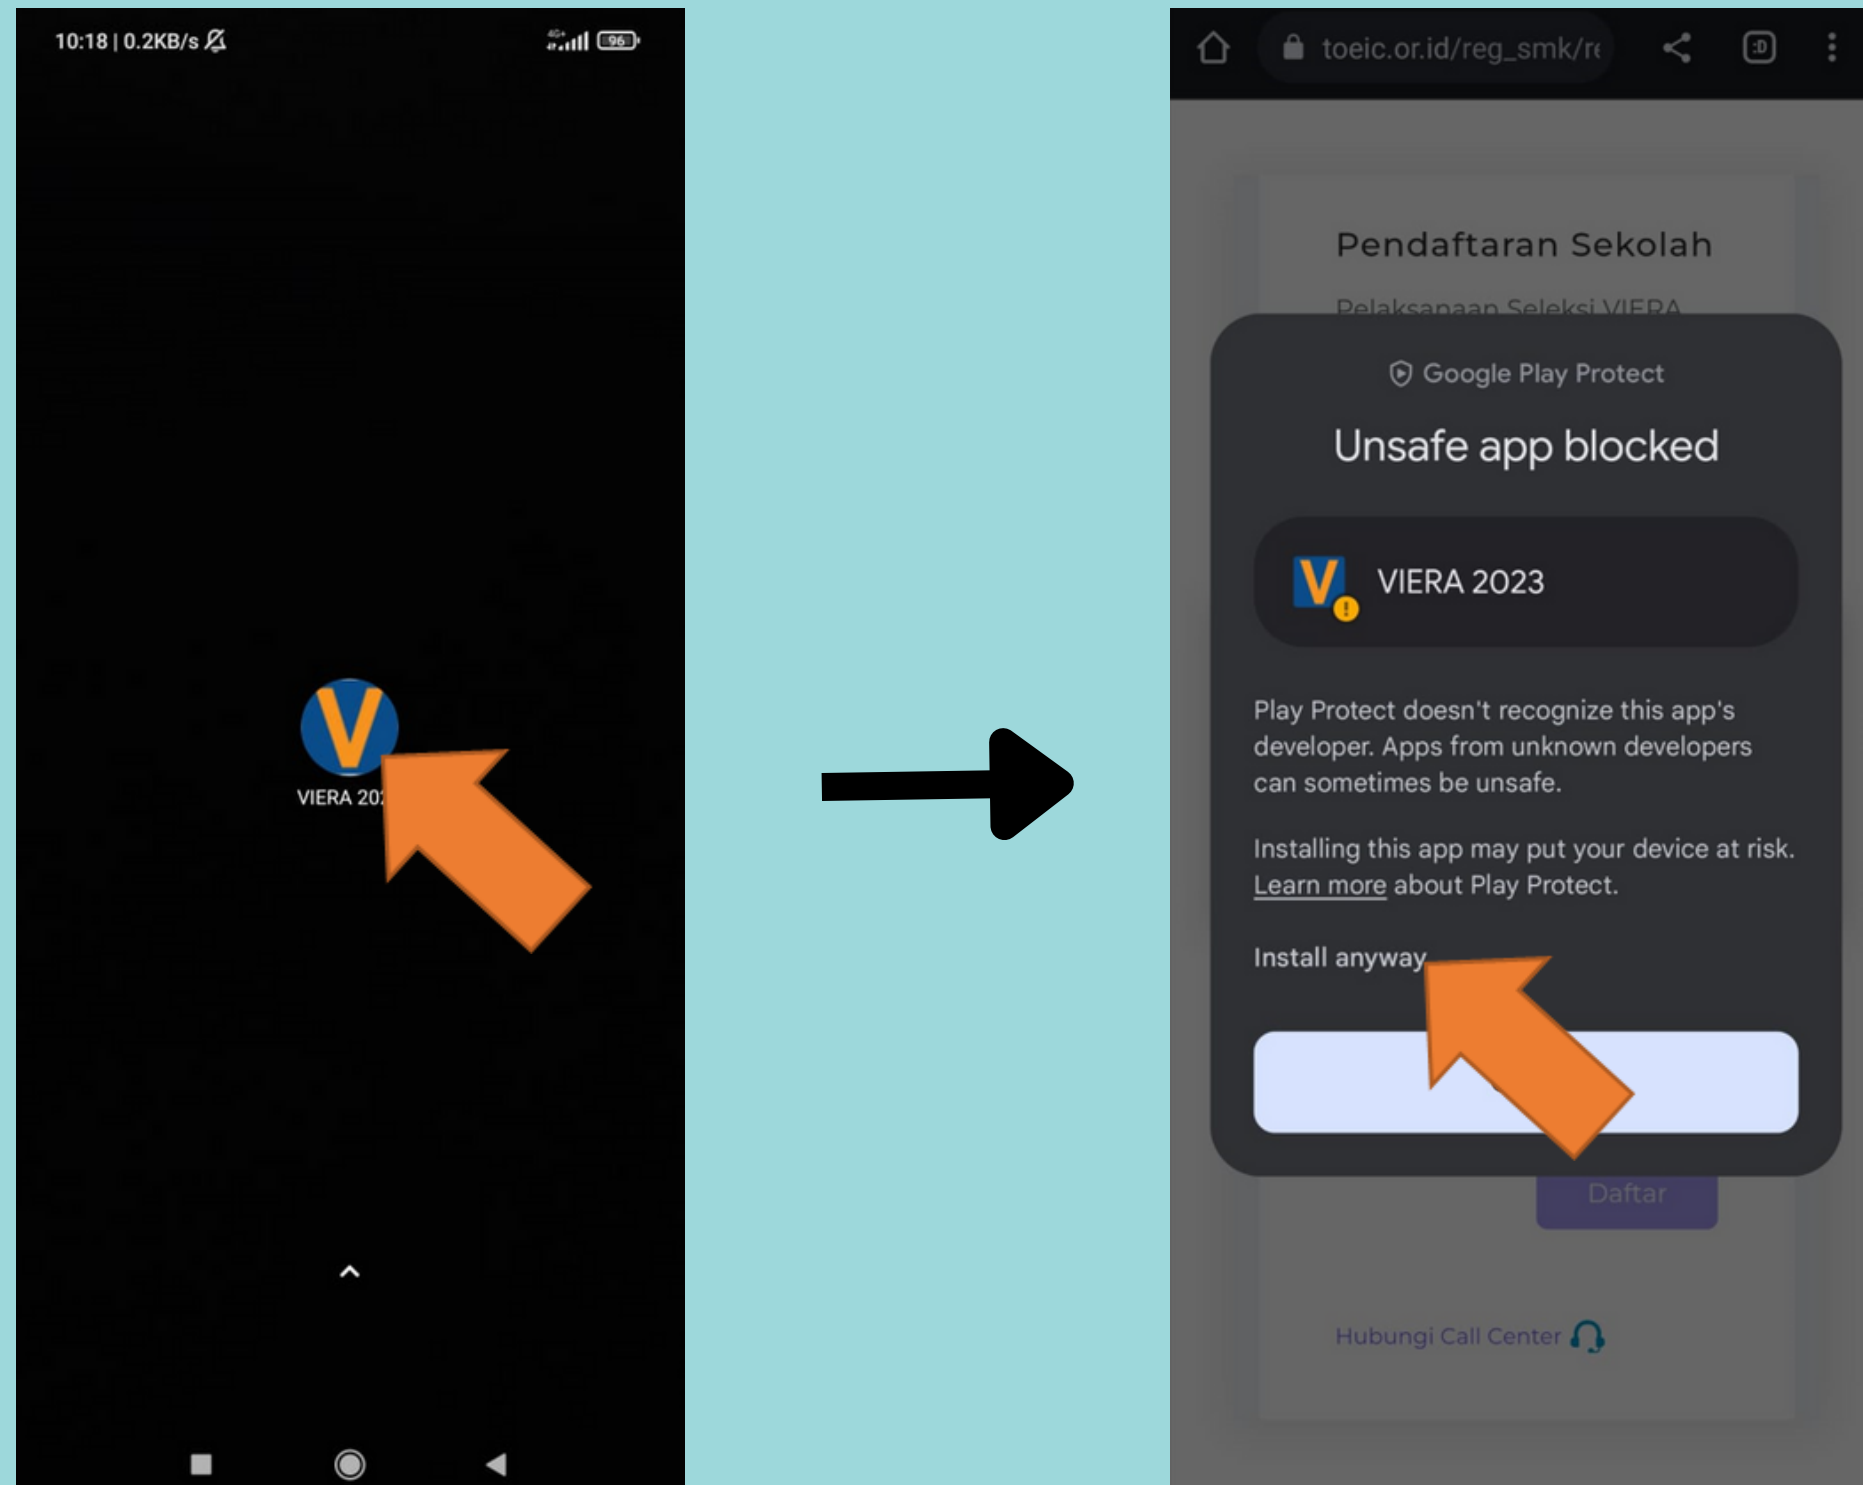 10:18 | 0.2KB/s
4G+
96
V
VIERA 202
toeic.or.id/reg_smk/re
:D
Pendaftaran Sekolah
Pelaksanaan Seleksi VIERA
Google Play Protect
Unsafe app blocked
V
VIERA 2023
Play Protect doesn't recognize this app's
developer. Apps from unknown developers
can sometimes be unsafe.
Installing this app may put your device at risk.
Learn more about Play Protect.
Install anyway
Daftar
Hubungi Call Center